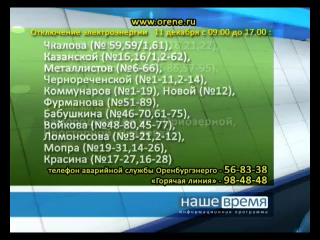 www.orene.ru
Отключение электроэнергии 11 декабря с 09.00 до 17.00 :
Чкалова (№ 59,59/1,61),
Казанской (№16,16/1,2-62),
Металлистов (№6-66),
Чернореченской (№1-11,2-14),
Коммунаров (№1-19), Новой (№12),
Фурманова (№51-89),
Бабушкина (№46-70,61-75),
Войкова (№48-80,45-77),
Ломоносова (№3-21,2-12),
Мопра (№19-31,14-26),
Красина (№17-27,16-28)
телефон аварийной службы Оренбургэнерго - 56-83-38
«Горячая линия» - 98-48-48
наше время
информационная программа